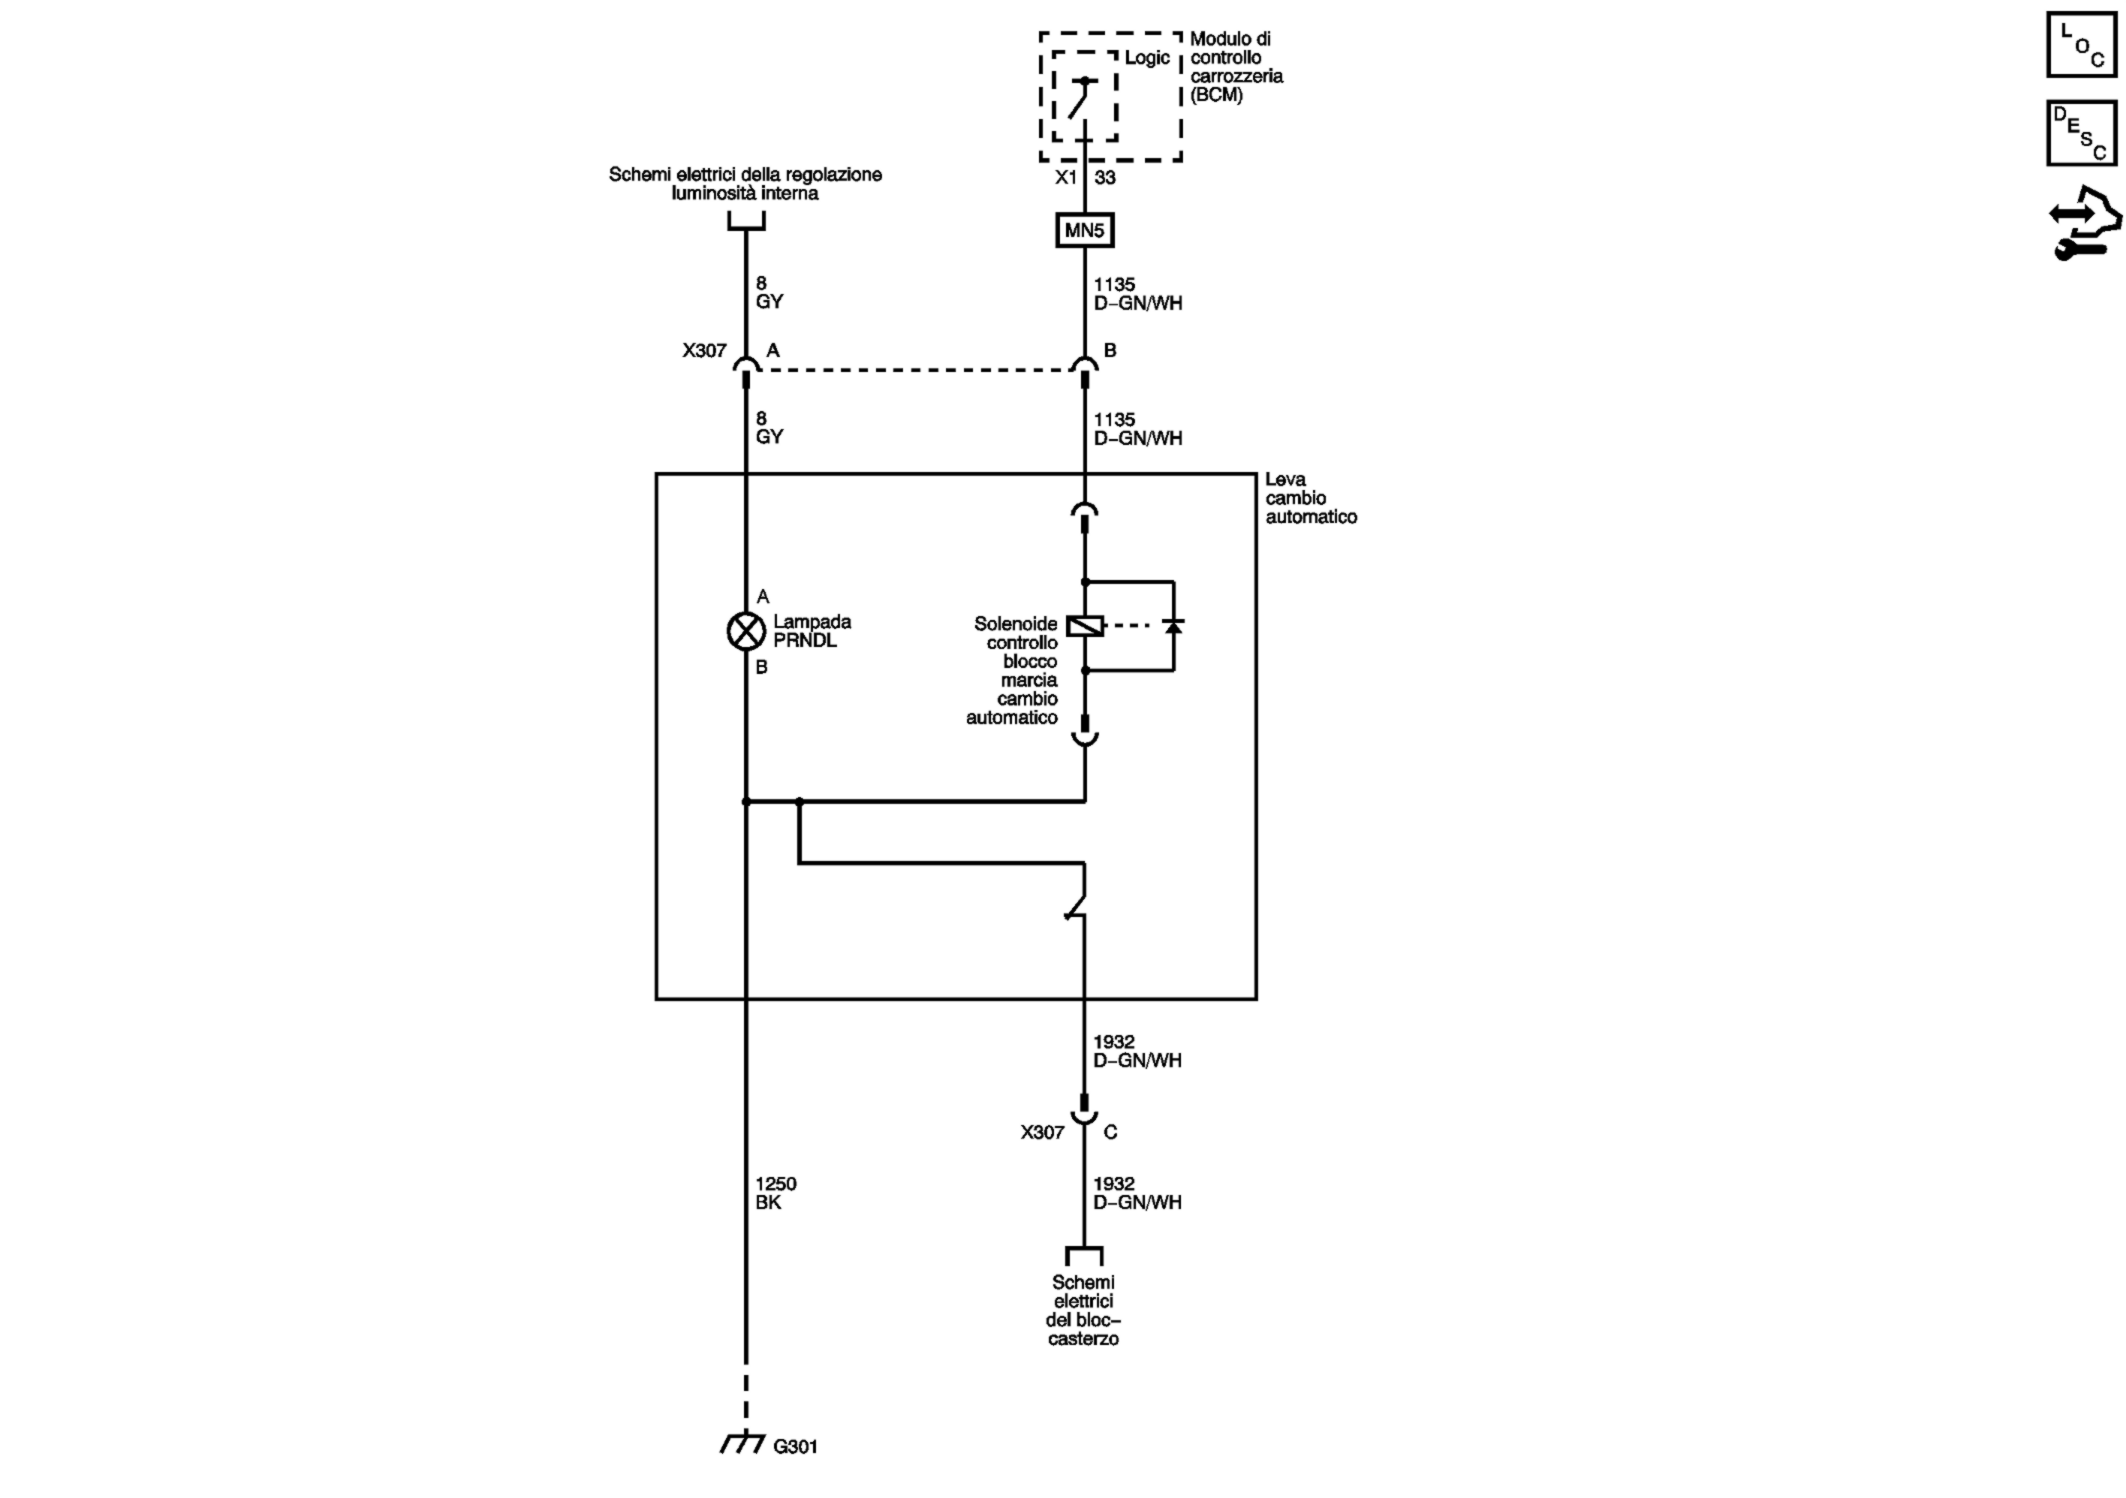 Modulo di
controllo
carrozzeria
(BCM)
Logic
X1 33
MN5
Schemi elettrici della regolazione
luminosità interna
8
GY
1135
D-GN/WH
X307 A
B
8
GY
1135
D-GN/WH
Leva
cambio
automatico
A
Lampada
PRNDL
B
Solenoide
controllo
blocco
marcia
cambio
automatico
1932
D-GN/WH
X307 C
1250
BK
1932
D-GN/WH
Schemi
elettrici
del bloc-
casterzo
G301
LOC
DESC